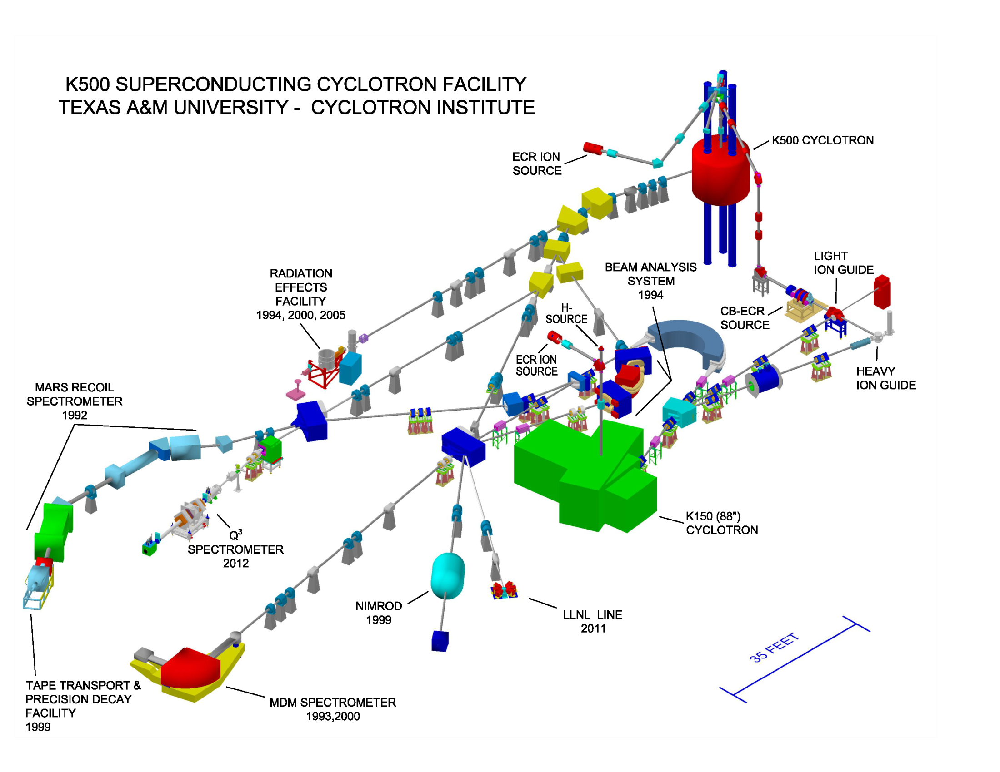 K500 SUPERCONDUCTING CYCLOTRON FACILITY
TEXAS A&M UNIVERSITY - CYCLOTRON INSTITUTE
K500 CYCLOTRON
ECR ION
SOURCE
LIGHT
ION GUIDE
BEAM ANALYSIS
SYSTEM
1994
RADIATION
EFFECTS
FACILITY
1994, 2000, 2005
H-
SOURCE
CB-ECR
SOURCE
ECR ION
SOURCE
HEAVY
ION GUIDE
MARS RECOIL
SPECTROMETER
1992
K150 (88")
CYCLOTRON
Q³
SPECTROMETER
2012
NIMROD
1999
LLNL LINE
2011
35 FEET
TAPE TRANSPORT &
PRECISION DECAY
FACILITY
1999
MDM SPECTROMETER
1993,2000